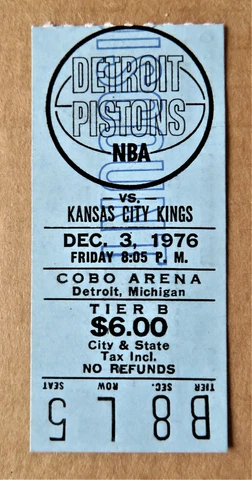 DETROIT
PISTONS
NBA
VS.—
KANSAS CITY KINGS
DEC. 3, 1976
FRIDAY 8:05 P. M.
COBO ARENA
Detroit, Michigan
TIER B
$6.00
City & State
Tax Incl.
NO REFUNDS
TIER SEC. ROW SEAT
B 8 L 5